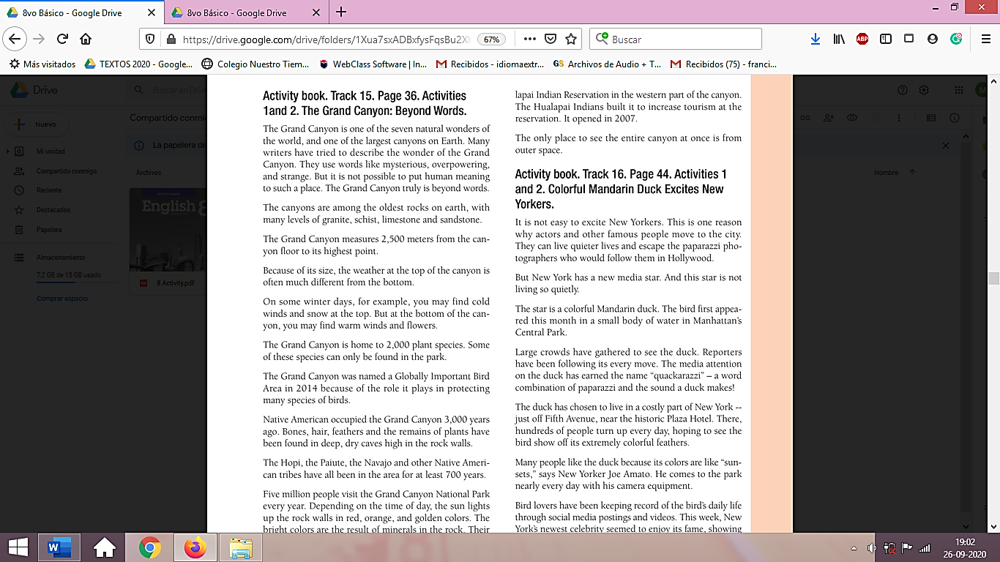 8vo Básico - Google Drive
8vo Básico - Google Drive
https://drive.google.com/drive/folders/1Xua7sxADBxfysFqsBu2X
67%
Buscar
Más visitados
TEXTOS 2020 - Google...
Colegio Nuestro Tiem...
WebClass Software | In...
Recibidos - idiomaextr...
Archivos de Audio + T...
Recibidos (75) - franci...
Drive
Buscar en Drive
Nuevo
Mi unidad
Compartido conmigo
Reciente
Destacados
Papelera
Almacenamiento
7,2 GB de 15 GB usado
Comprar espacio
Compartido conmi
La papelera de
Archivos
English 8
8 Activity.pdf
Nombre
Activity book. Track 15. Page 36. Activities
1and 2. The Grand Canyon: Beyond Words.
The Grand Canyon is one of the seven natural wonders of
the world, and one of the largest canyons on Earth. Many
writers have tried to describe the wonder of the Grand
Canyon. They use words like mysterious, overpowering,
and strange. But it is not possible to put human meaning
to such a place. The Grand Canyon truly is beyond words.
The canyons are among the oldest rocks on earth, with
many levels of granite, schist, limestone and sandstone.
The Grand Canyon measures 2,500 meters from the can-
yon floor to its highest point.
Because of its size, the weather at the top of the canyon is
often much different from the bottom.
On some winter days, for example, you may find cold
winds and snow at the top. But at the bottom of the can-
yon, you may find warm winds and flowers.
The Grand Canyon is home to 2,000 plant species. Some
of these species can only be found in the park.
The Grand Canyon was named a Globally Important Bird
Area in 2014 because of the role it plays in protecting
many species of birds.
Native American occupied the Grand Canyon 3,000 years
ago. Bones, hair, feathers and the remains of plants have
been found in deep, dry caves high in the rock walls.
The Hopi, the Paiute, the Navajo and other Native Ameri-
can tribes have all been in the area for at least 700 years.
Five million people visit the Grand Canyon National Park
every year. Depending on the time of day, the sun lights
up the rock walls in red, orange, and golden colors. The
bright colors are the result of minerals in the rock. Their
lapai Indian Reservation in the western part of the canyon.
The Hualapai Indians built it to increase tourism at the
reservation. It opened in 2007.
The only place to see the entire canyon at once is from
outer space.
Activity book. Track 16. Page 44. Activities 1
and 2. Colorful Mandarin Duck Excites New
Yorkers.
It is not easy to excite New Yorkers. This is one reason
why actors and other famous people move to the city.
They can live quieter lives and escape the paparazzi pho-
tographers who would follow them in Hollywood.
But New York has a new media star. And this star is not
living so quietly.
The star is a colorful Mandarin duck. The bird first appea-
red this month in a small body of water in Manhattan's
Central Park.
Large crowds have gathered to see the duck. Reporters
have been following its every move. The media attention
on the duck has earned the name “quackarazzi” – a word
combination of paparazzi and the sound a duck makes!
The duck has chosen to live in a costly part of New York --
just off Fifth Avenue, near the historic Plaza Hotel. There,
hundreds of people turn up every day, hoping to see the
bird show off its extremely colorful feathers.
Many people like the duck because its colors are like “sun-
sets,” says New Yorker Joe Amato. He comes to the park
nearly every day with his camera equipment.
Bird lovers have been keeping record of the bird's daily life
through social media postings and videos. This week, New
York's newest celebrity seemed to enjoy its fame, showing
19:02
26-09-2020